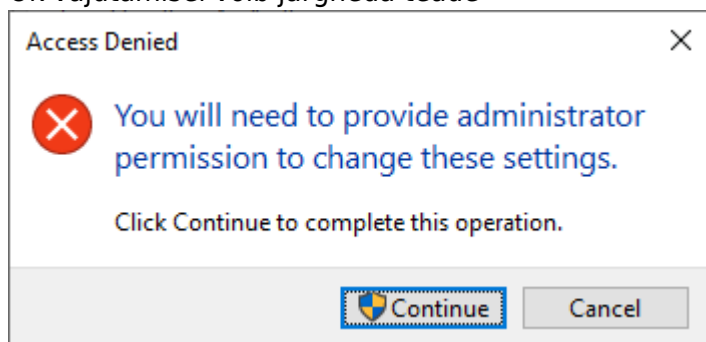 Access Denied
You will need to provide administrator
permission to change these settings.
Click Continue to complete this operation.
Continue
Cancel